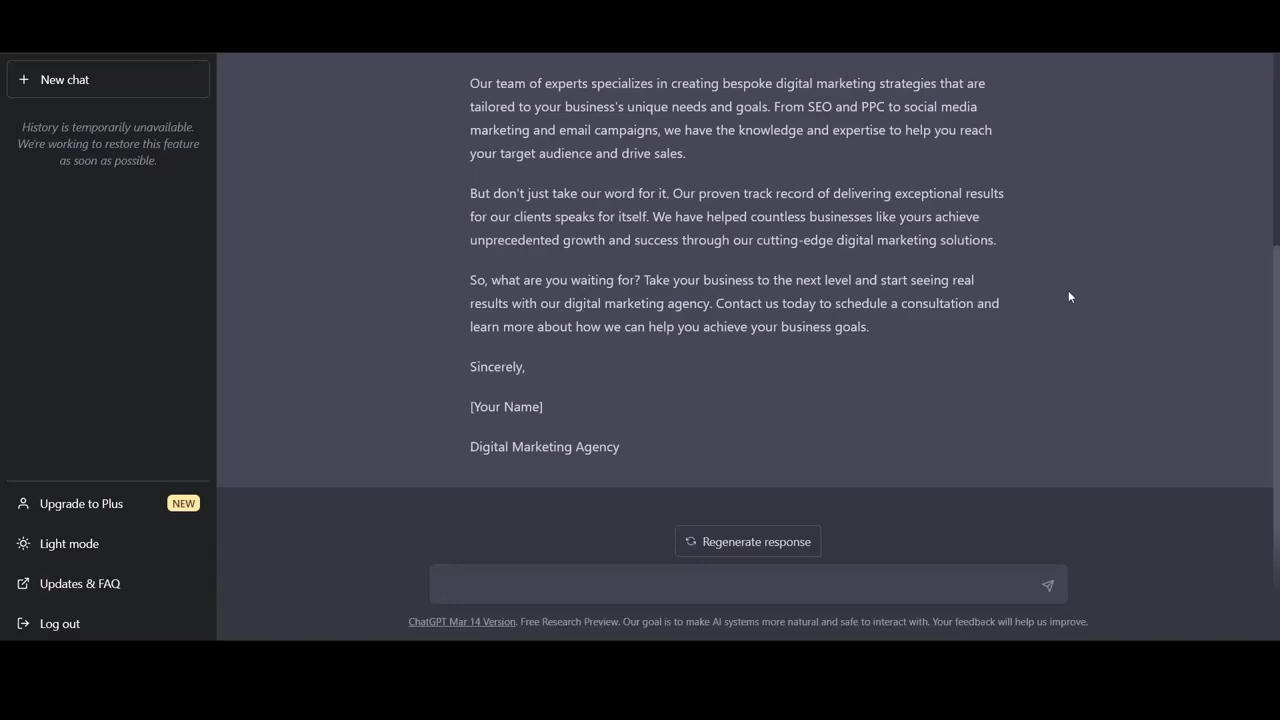 New chat
History is temporarily unavailable.
We're working to restore this feature
as soon as possible.
Our team of experts specializes in creating bespoke digital marketing strategies that are
tailored to your business's unique needs and goals. From SEO and PPC to social media
marketing and email campaigns, we have the knowledge and expertise to help you reach
your target audience and drive sales.
But don't just take our word for it. Our proven track record of delivering exceptional results
for our clients speaks for itself. We have helped countless businesses like yours achieve
unprecedented growth and success through our cutting-edge digital marketing solutions.
So, what are you waiting for? Take your business to the next level and start seeing real
results with our digital marketing agency. Contact us today to schedule a consultation and
learn more about how we can help you achieve your business goals.
Sincerely,
[Your Name]
Digital Marketing Agency
Upgrade to Plus NEW
Light mode
Updates & FAQ
Log out
Regenerate response
ChatGPT Mar 14 Version. Free Research Preview. Our goal is to make AI systems more natural and safe to interact with. Your feedback will help us improve.